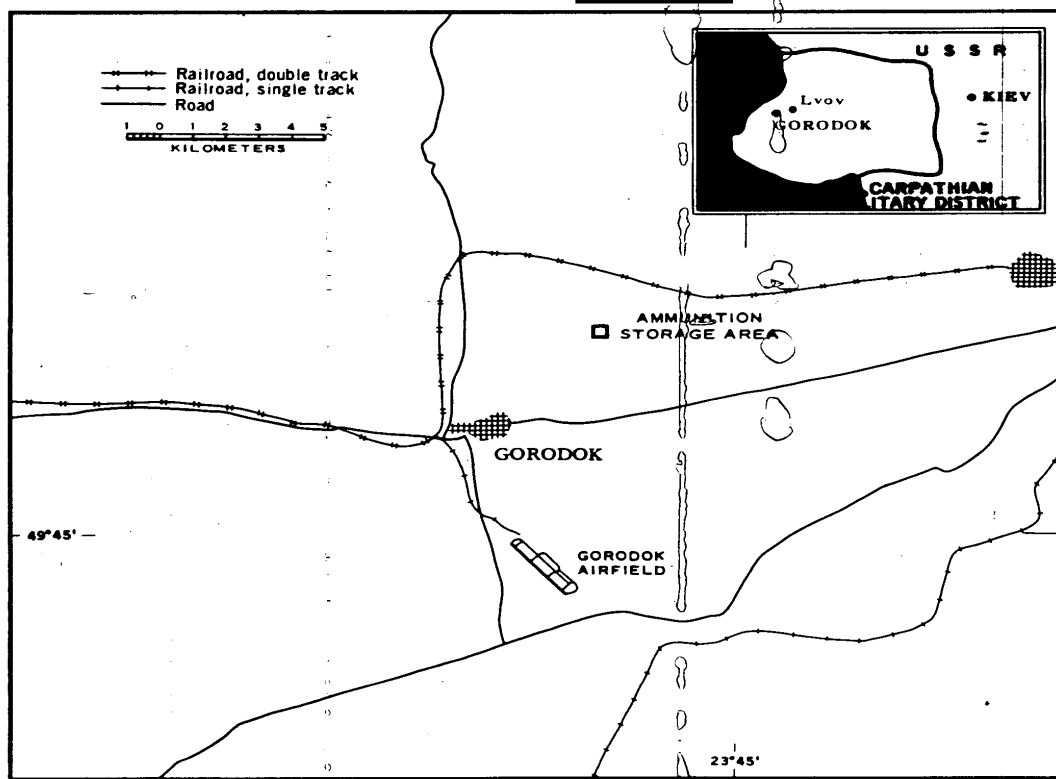 Railroad, double track
Railroad, single track
Road
1 0 1 2 3 4 5
KILOMETERS
U S S R
Lvov
KIEV
GORODOK
CARPATHIAN
ITARY DISTRICT
AMMUNITION
STORAGE AREA
GORODOK
49°45'
GORODOK
AIRFIELD
23°45'